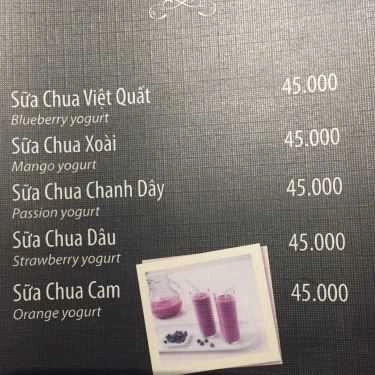 Sữa Chua Việt Quất 45.000
Blueberry yogurt
Sữa Chua Xoài 45.000
Mango yogurt
Sữa Chua Chanh Dây 45.000
Passion yogurt
Sữa Chua Dâu 45.000
Strawberry yogurt
Sữa Chua Cam 45.000
Orange yogurt